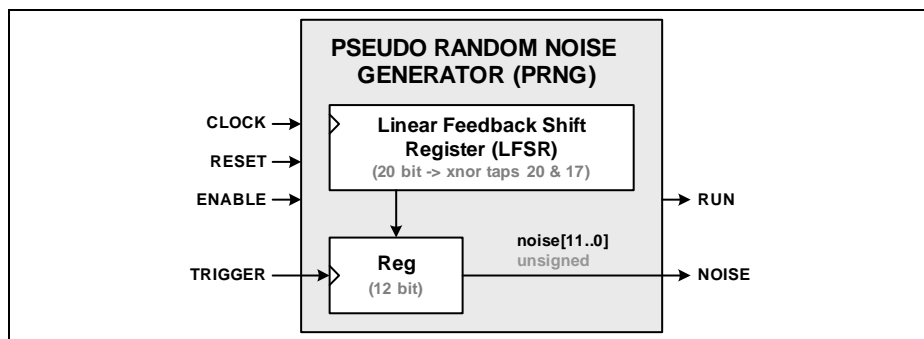 PSEUDO RANDOM NOISE
GENERATOR (PRNG)
CLOCK
Linear Feedback Shift
Register (LFSR)
(20 bit -> xnor taps 20 & 17)
RESET
ENABLE
RUN
TRIGGER
Reg
(12 bit)
noise[11..0]
unsigned
NOISE